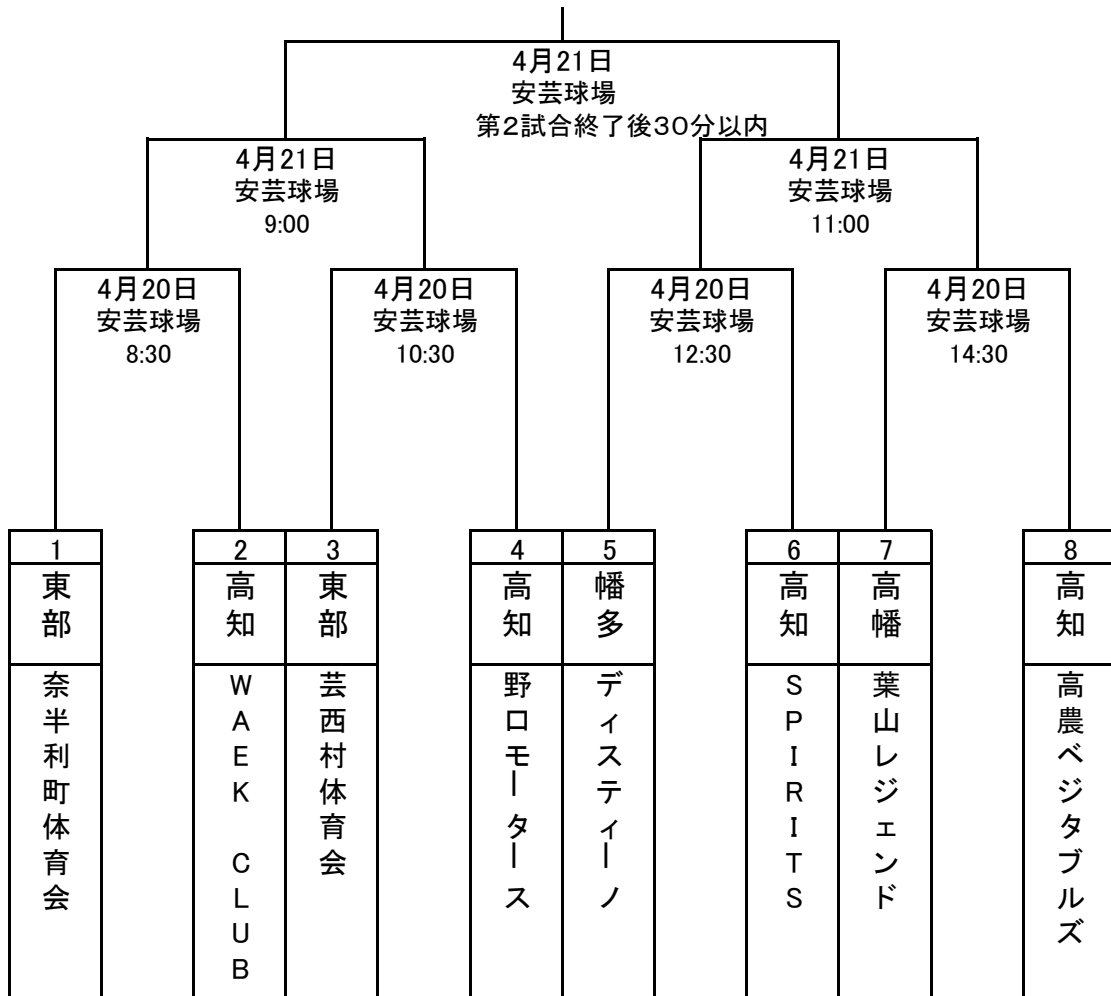 4月21日
安芸球場
第2試合終了後30分以内
4月21日
安芸球場
9:00
4月21日
安芸球場
11:00
4月20日
安芸球場
8:30
4月20日
安芸球場
10:30
4月20日
安芸球場
12:30
4月20日
安芸球場
14:30
1
東部
奈半利町体育会
2
高知
WAEK CLUB
3
東部
芸西村体育会
4
高知
野口モータース
5
幡多
ディスティーノ
6
高知
SPIRITS
7
高幡
葉山レジェンド
8
高知
高農ベジタブルズ